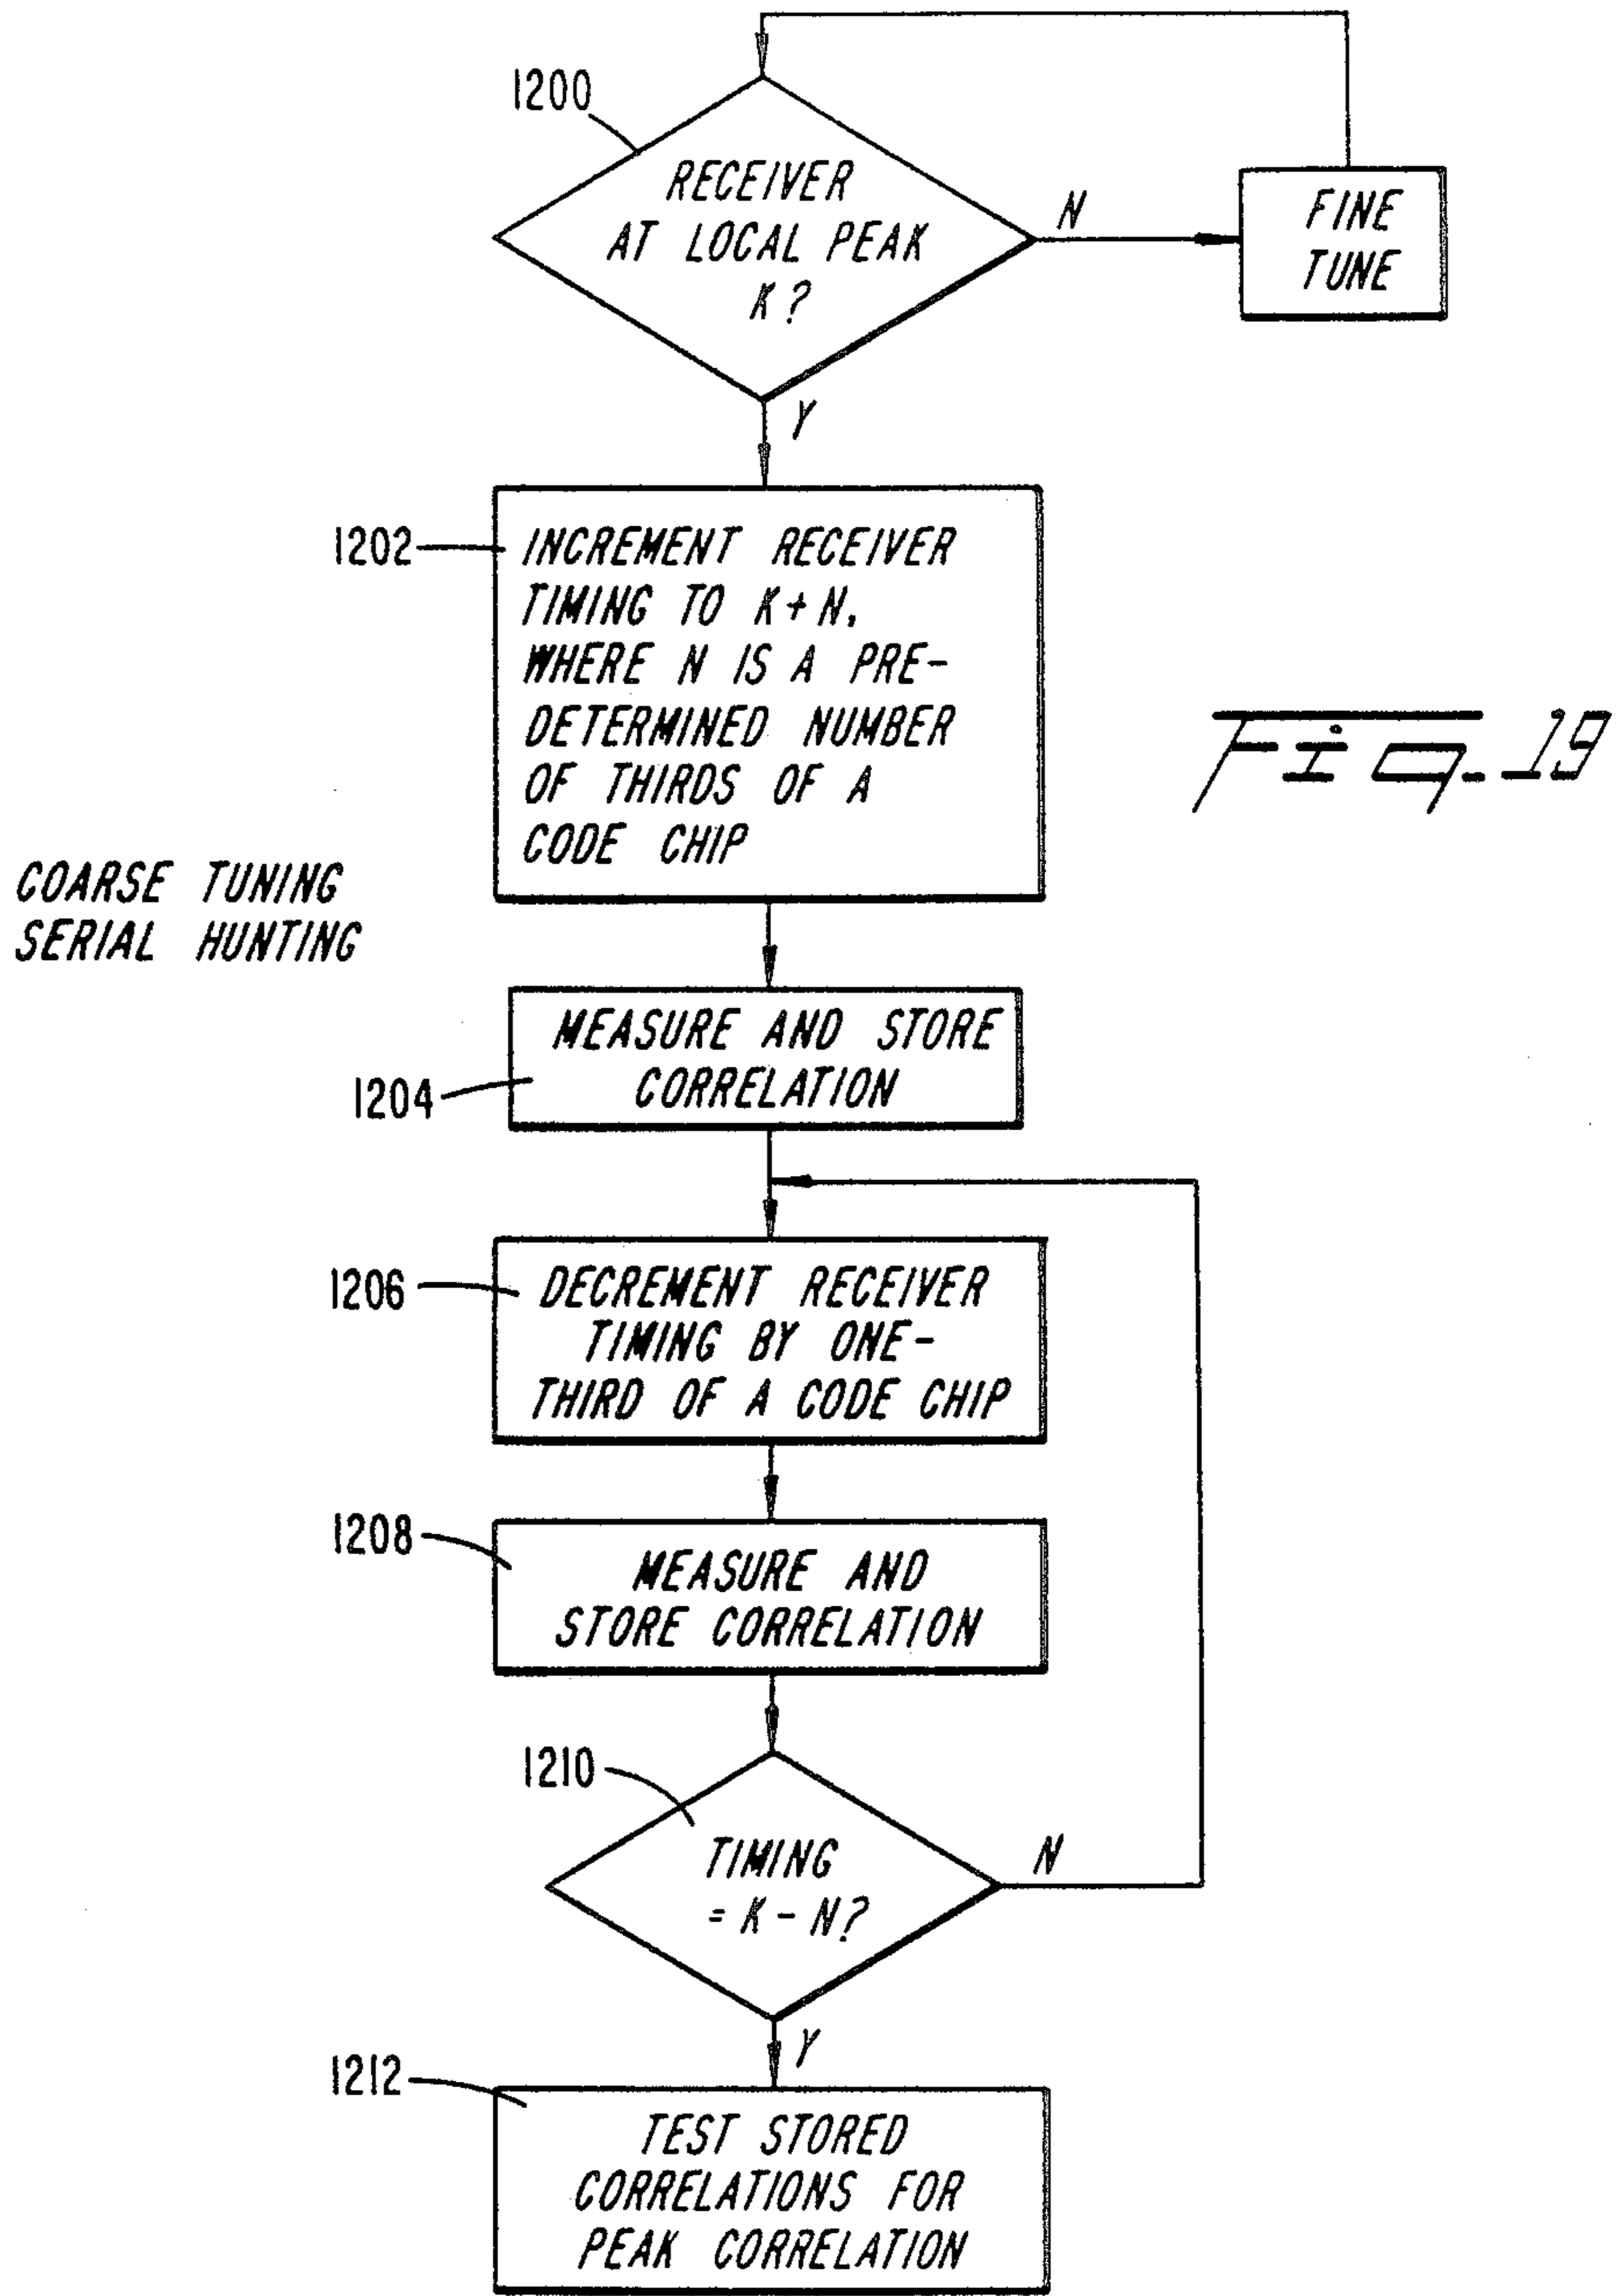 1200
RECEIVER
AT LOCAL PEAK
K?
N
FINE
TUNE
Y
1202
INCREMENT RECEIVER
TIMING TO K+N,
WHERE N IS A PRE-
DETERMINED NUMBER
OF THIRDS OF A
CODE CHIP
Fig. 19
COARSE TUNING
SERIAL HUNTING
MEASURE AND STORE
CORRELATION
1204
1206
DECREMENT RECEIVER
TIMING BY ONE-
THIRD OF A CODE CHIP
1208
MEASURE AND
STORE CORRELATION
1210
TIMING
= K - N?
N
Y
1212
TEST STORED
CORRELATIONS FOR
PEAK CORRELATION